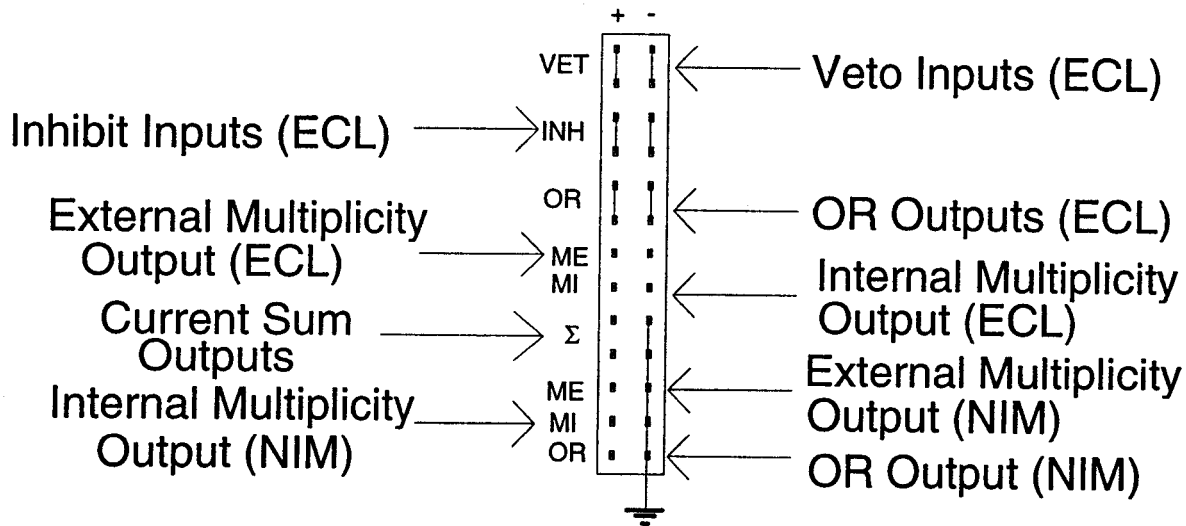 + -
VET
Veto Inputs (ECL)
Inhibit Inputs (ECL)
INH
OR
OR Outputs (ECL)
External Multiplicity
Output (ECL)
ME
MI
Internal Multiplicity
Output (ECL)
Current Sum
Outputs
Σ
ME
External Multiplicity
Output (NIM)
Internal Multiplicity
Output (NIM)
MI
OR
OR Output (NIM)